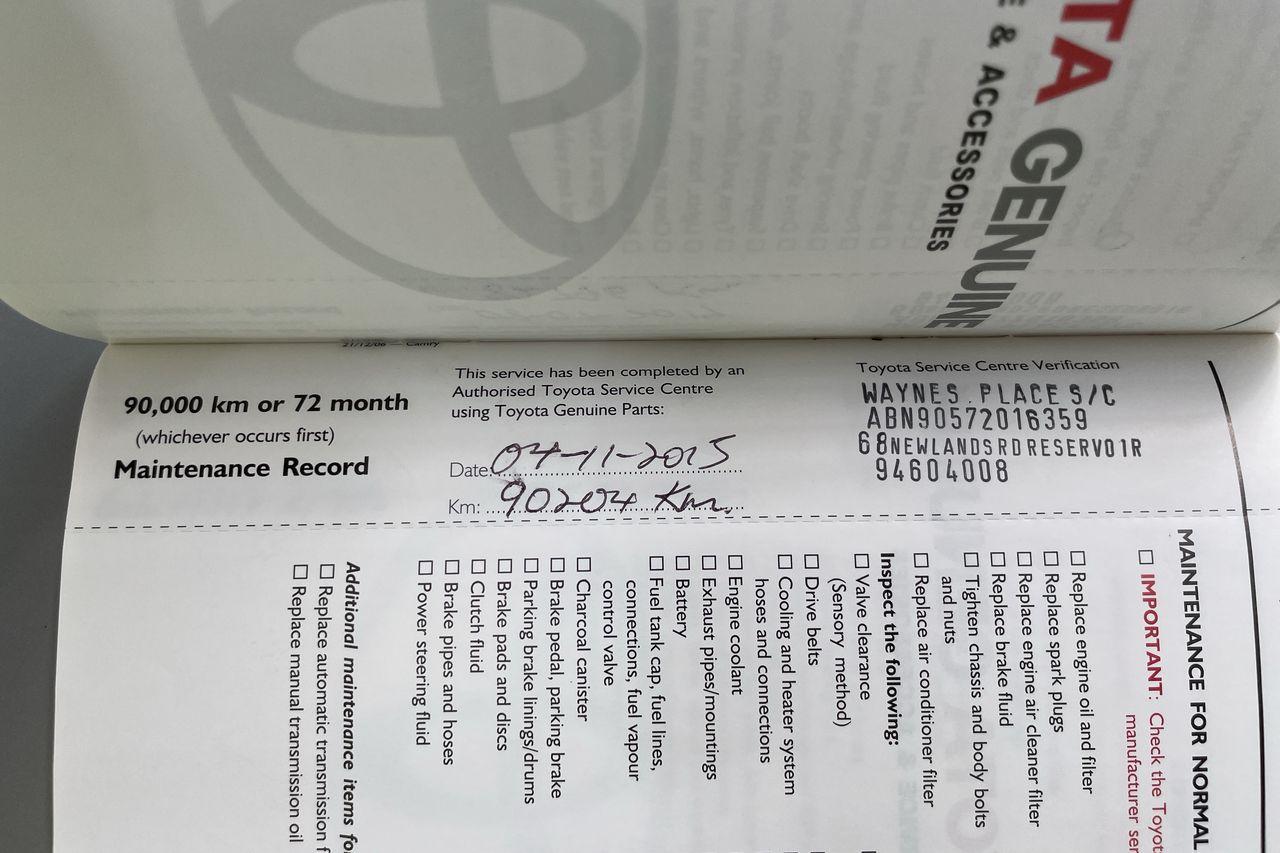 TA GENUINE
& ACCESSORIES
21/12/06 — Camry
90,000 km or 72 month
(whichever occurs first)
Maintenance Record
This service has been completed by an
Authorised Toyota Service Centre
using Toyota Genuine Parts:
Date: 04-11-2015
Km: 90204 Km.
Toyota Service Centre Verification
WAYNES.PLACE S/C
ABN90572016359
68NEWLANDSRDRESERVO1R
94604008
MAINTENANCE FOR NORMAL
☐ IMPORTANT: Check the Toyot
manufacturer ser
☐ Replace engine oil and filter
☐ Replace spark plugs
☐ Replace engine air cleaner filter
☐ Replace brake fluid
☐ Tighten chassis and body bolts
and nuts
☐ Replace air conditioner filter
Inspect the following:
☐ Valve clearance
(Sensory method)
☐ Drive belts
☐ Cooling and heater system
hoses and connections
☐ Engine coolant
☐ Exhaust pipes/mountings
☐ Battery
☐ Fuel tank cap, fuel lines,
connections, fuel vapour
control valve
☐ Charcoal canister
☐ Brake pedal, parking brake
☐ Parking brake linings/drums
☐ Brake pads and discs
☐ Clutch fluid
☐ Brake pipes and hoses
☐ Power steering fluid
Additional maintenance items fo
☐ Replace automatic transmission f
☐ Replace manual transmission oil